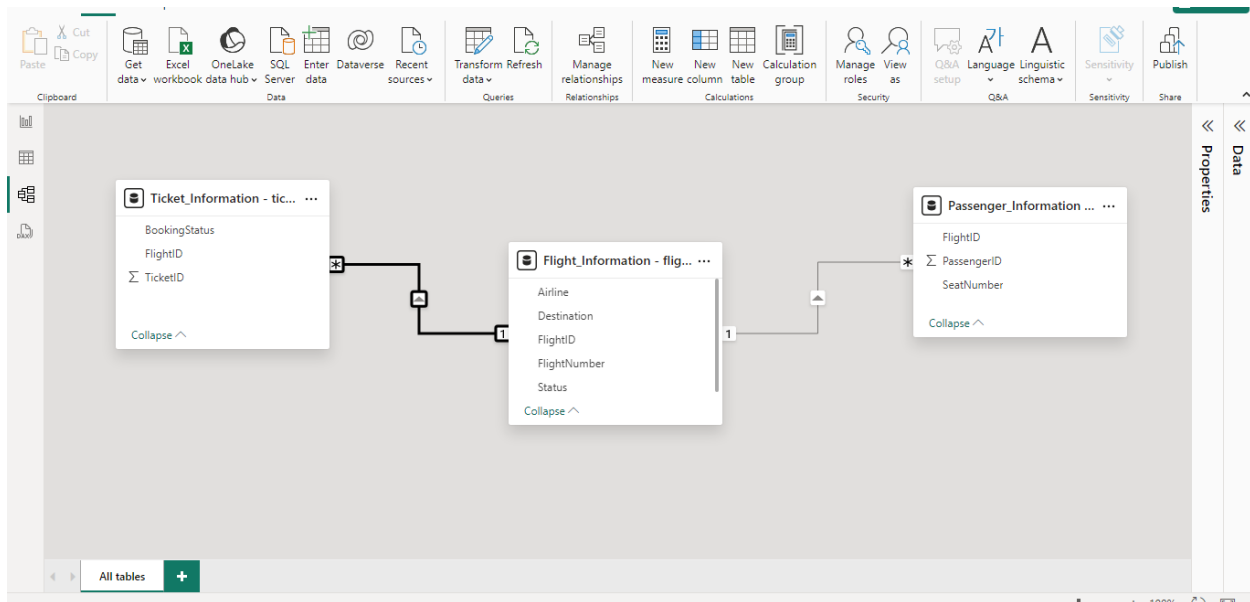 Cut
Copy
Paste
Clipboard
Get data
Excel workbook
OneLake data hub
SQL Server
Enter data
Dataverse
Recent sources
Data
Transform data
Refresh
Queries
Manage relationships
Relationships
New measure
New column
New table
Calculation group
Calculations
Manage roles
View as
Security
Q&A setup
Language
Linguistic schema
Q&A
Sensitivity
Sensitivity
Publish
Share
Properties
Data
Ticket_Information - tic... ...
BookingStatus
FlightID
∑ TicketID
Collapse
*
1
Flight_Information - flig... ...
Airline
Destination
FlightID
FlightNumber
Status
Collapse
1
*
Passenger_Information ... ...
FlightID
∑ PassengerID
SeatNumber
Collapse
All tables
+